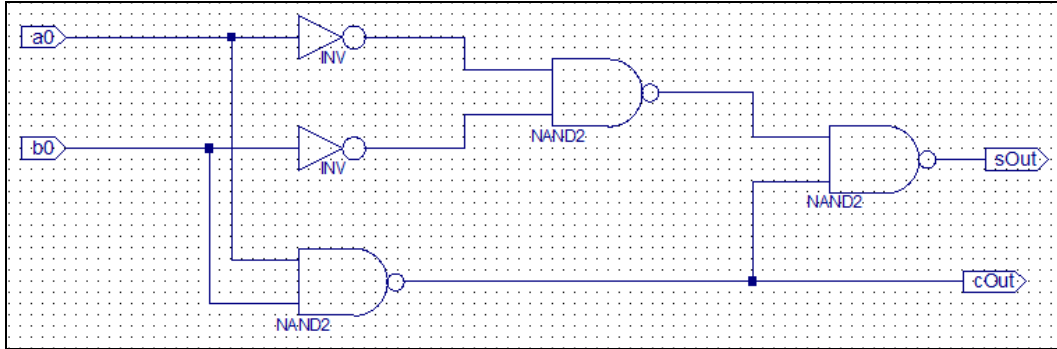 a0
INV
NAND2
b0
INV
sOut
NAND2
cOut
NAND2